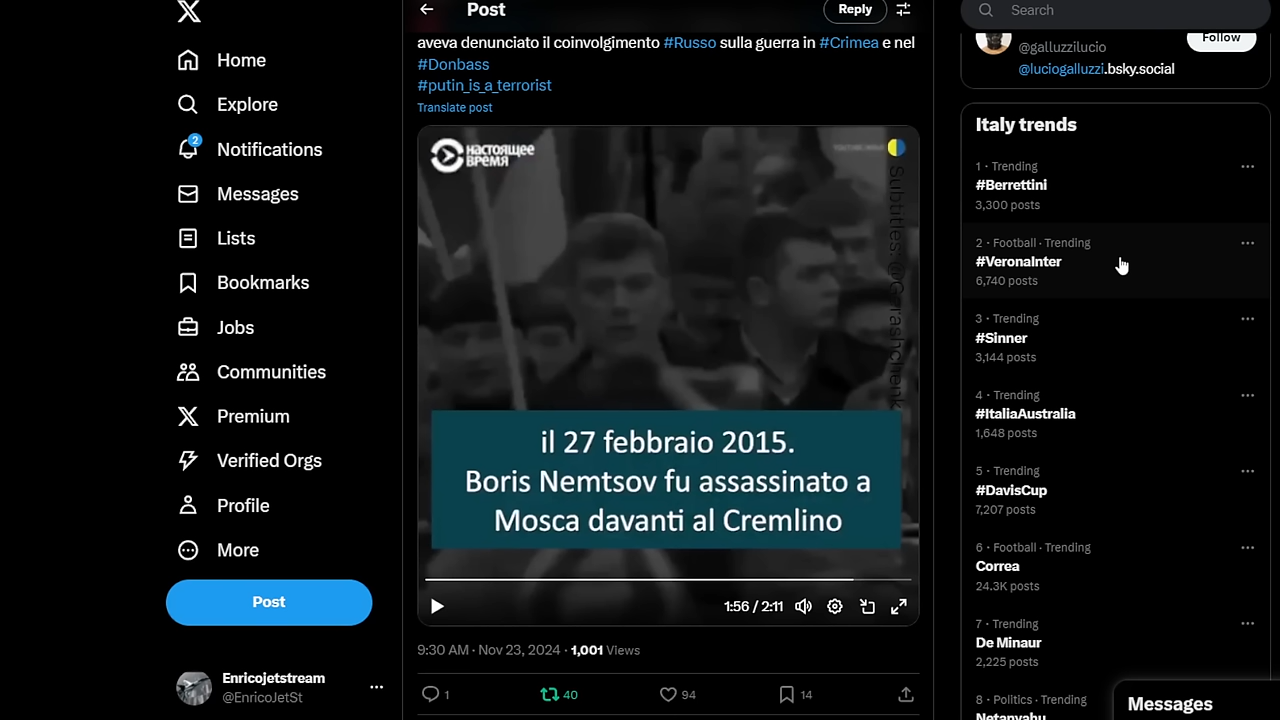 Home
Explore
2
Notifications
Messages
Lists
Bookmarks
Jobs
Communities
Premium
Verified Orgs
Profile
More
Post
Enricojetstream
@EnricoJetSt
Post
Reply
aveva denunciato il coinvolgimento #Russo sulla guerra in #Crimea e nel
#Donbass
#putin_is_a_terrorist
Translate post
НАСТОЯЩЕЕ
ВРЕМЯ
il 27 febbraio 2015.
Boris Nemtsov fu assassinato a
Mosca davanti al Cremlino
1:56 / 2:11
9:30 AM · Nov 23, 2024 · 1,001 Views
1
40
94
14
Search
@galluzzilucio
Follow
@luciogalluzzi.bsky.social
Italy trends
1 · Trending
#Berrettini
3,300 posts
2 · Football · Trending
#VeronaInter
6,740 posts
3 · Trending
#Sinner
3,144 posts
4 · Trending
#ItaliaAustralia
1,648 posts
5 · Trending
#DavisCup
7,207 posts
6 · Football · Trending
Correa
24.3K posts
7 · Trending
De Minaur
2,225 posts
8 · Politics · Trending
Netanyahu
Messages